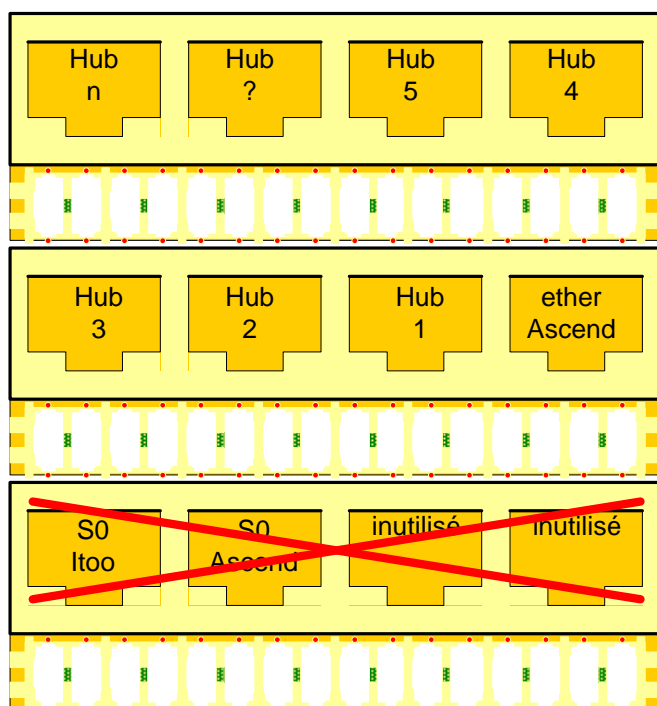 Hub Hub Hub Hub
n ? 5 4
Hub Hub Hub ether
3 2 1 Ascend
S0 S0 inutilisé inutilisé
Itoo Ascend